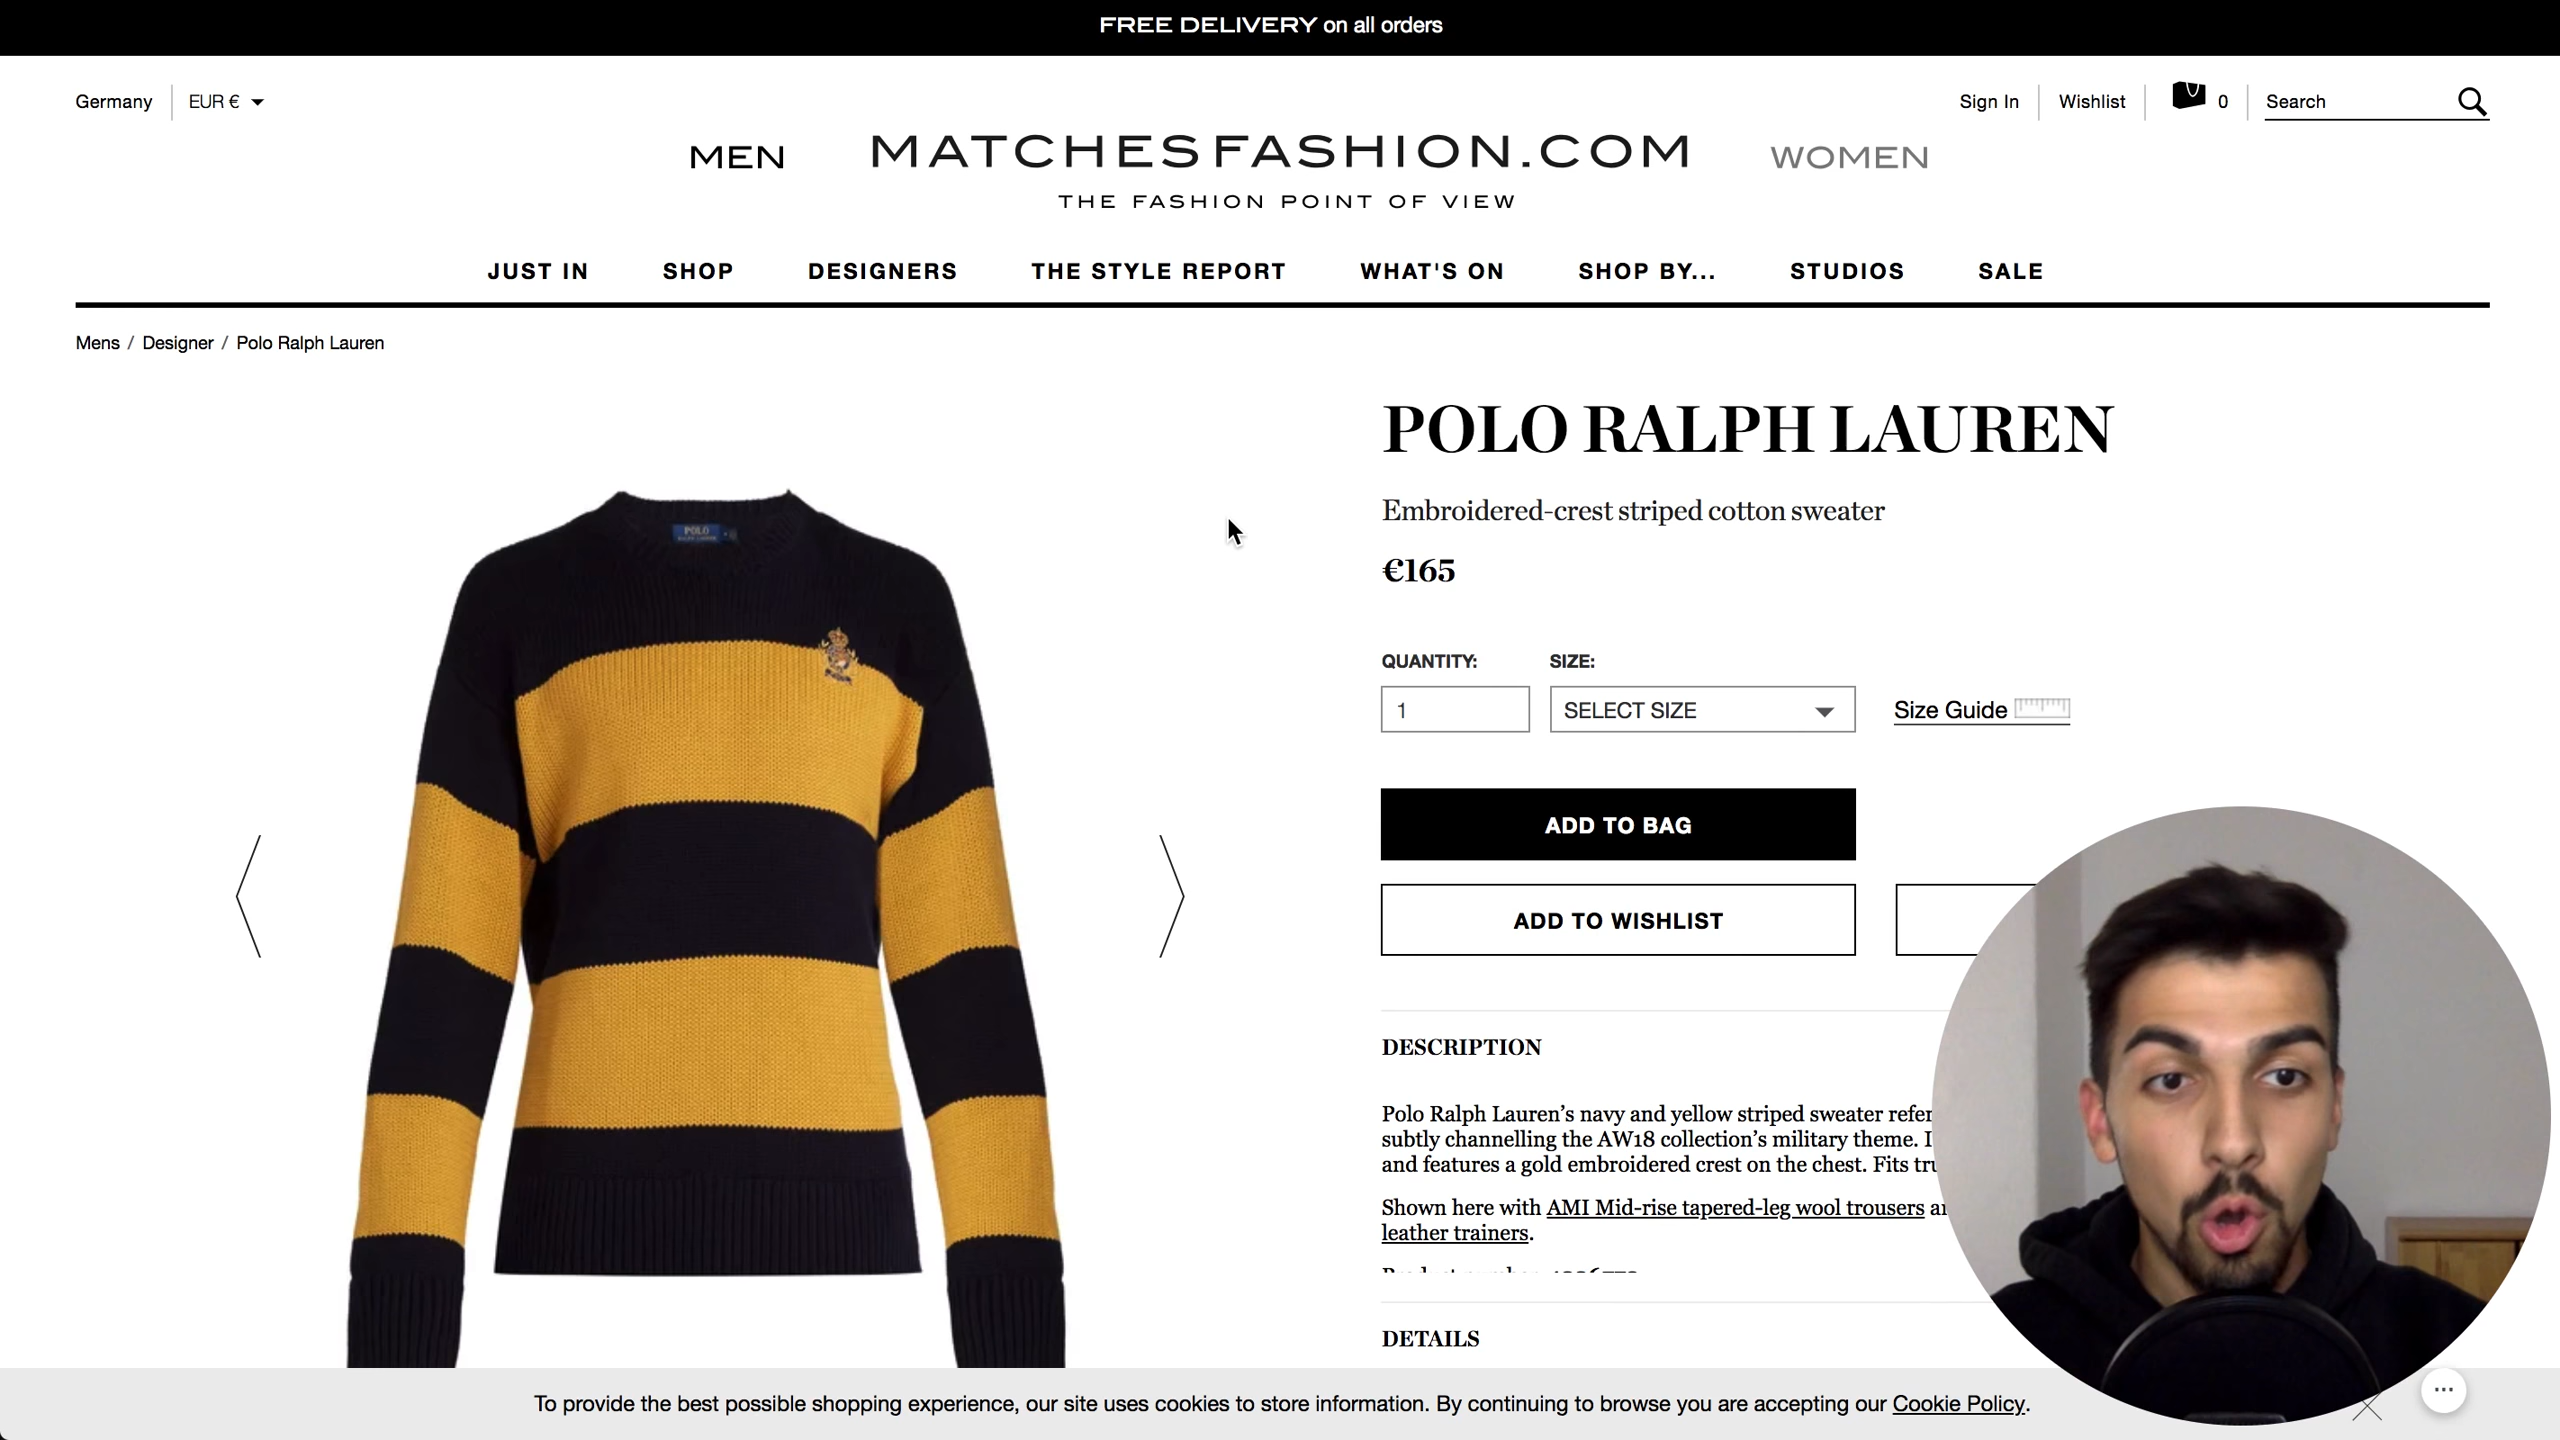 FREE DELIVERY on all orders
Germany
EUR €
Sign In
Wishlist
0
Search
MEN
MATCHESFASHION.COM
WOMEN
THE FASHION POINT OF VIEW
JUST IN
SHOP
DESIGNERS
THE STYLE REPORT
WHAT'S ON
SHOP BY...
STUDIOS
SALE
Mens / Designer / Polo Ralph Lauren
POLO
POLO RALPH LAUREN
Embroidered-crest striped cotton sweater
€165
QUANTITY:
SIZE:
1
SELECT SIZE
Size Guide
ADD TO BAG
ADD TO WISHLIST
DESCRIPTION
Polo Ralph Lauren’s navy and yellow striped sweater
subtly channelling the AW18 collection’s military theme.
and features a gold embroidered crest on the chest. Fits
Shown here with AMI Mid-rise tapered-leg wool trousers
leather trainers.
DETAILS
To provide the best possible shopping experience, our site uses cookies to store information. By continuing to browse you are accepting our Cookie Policy.